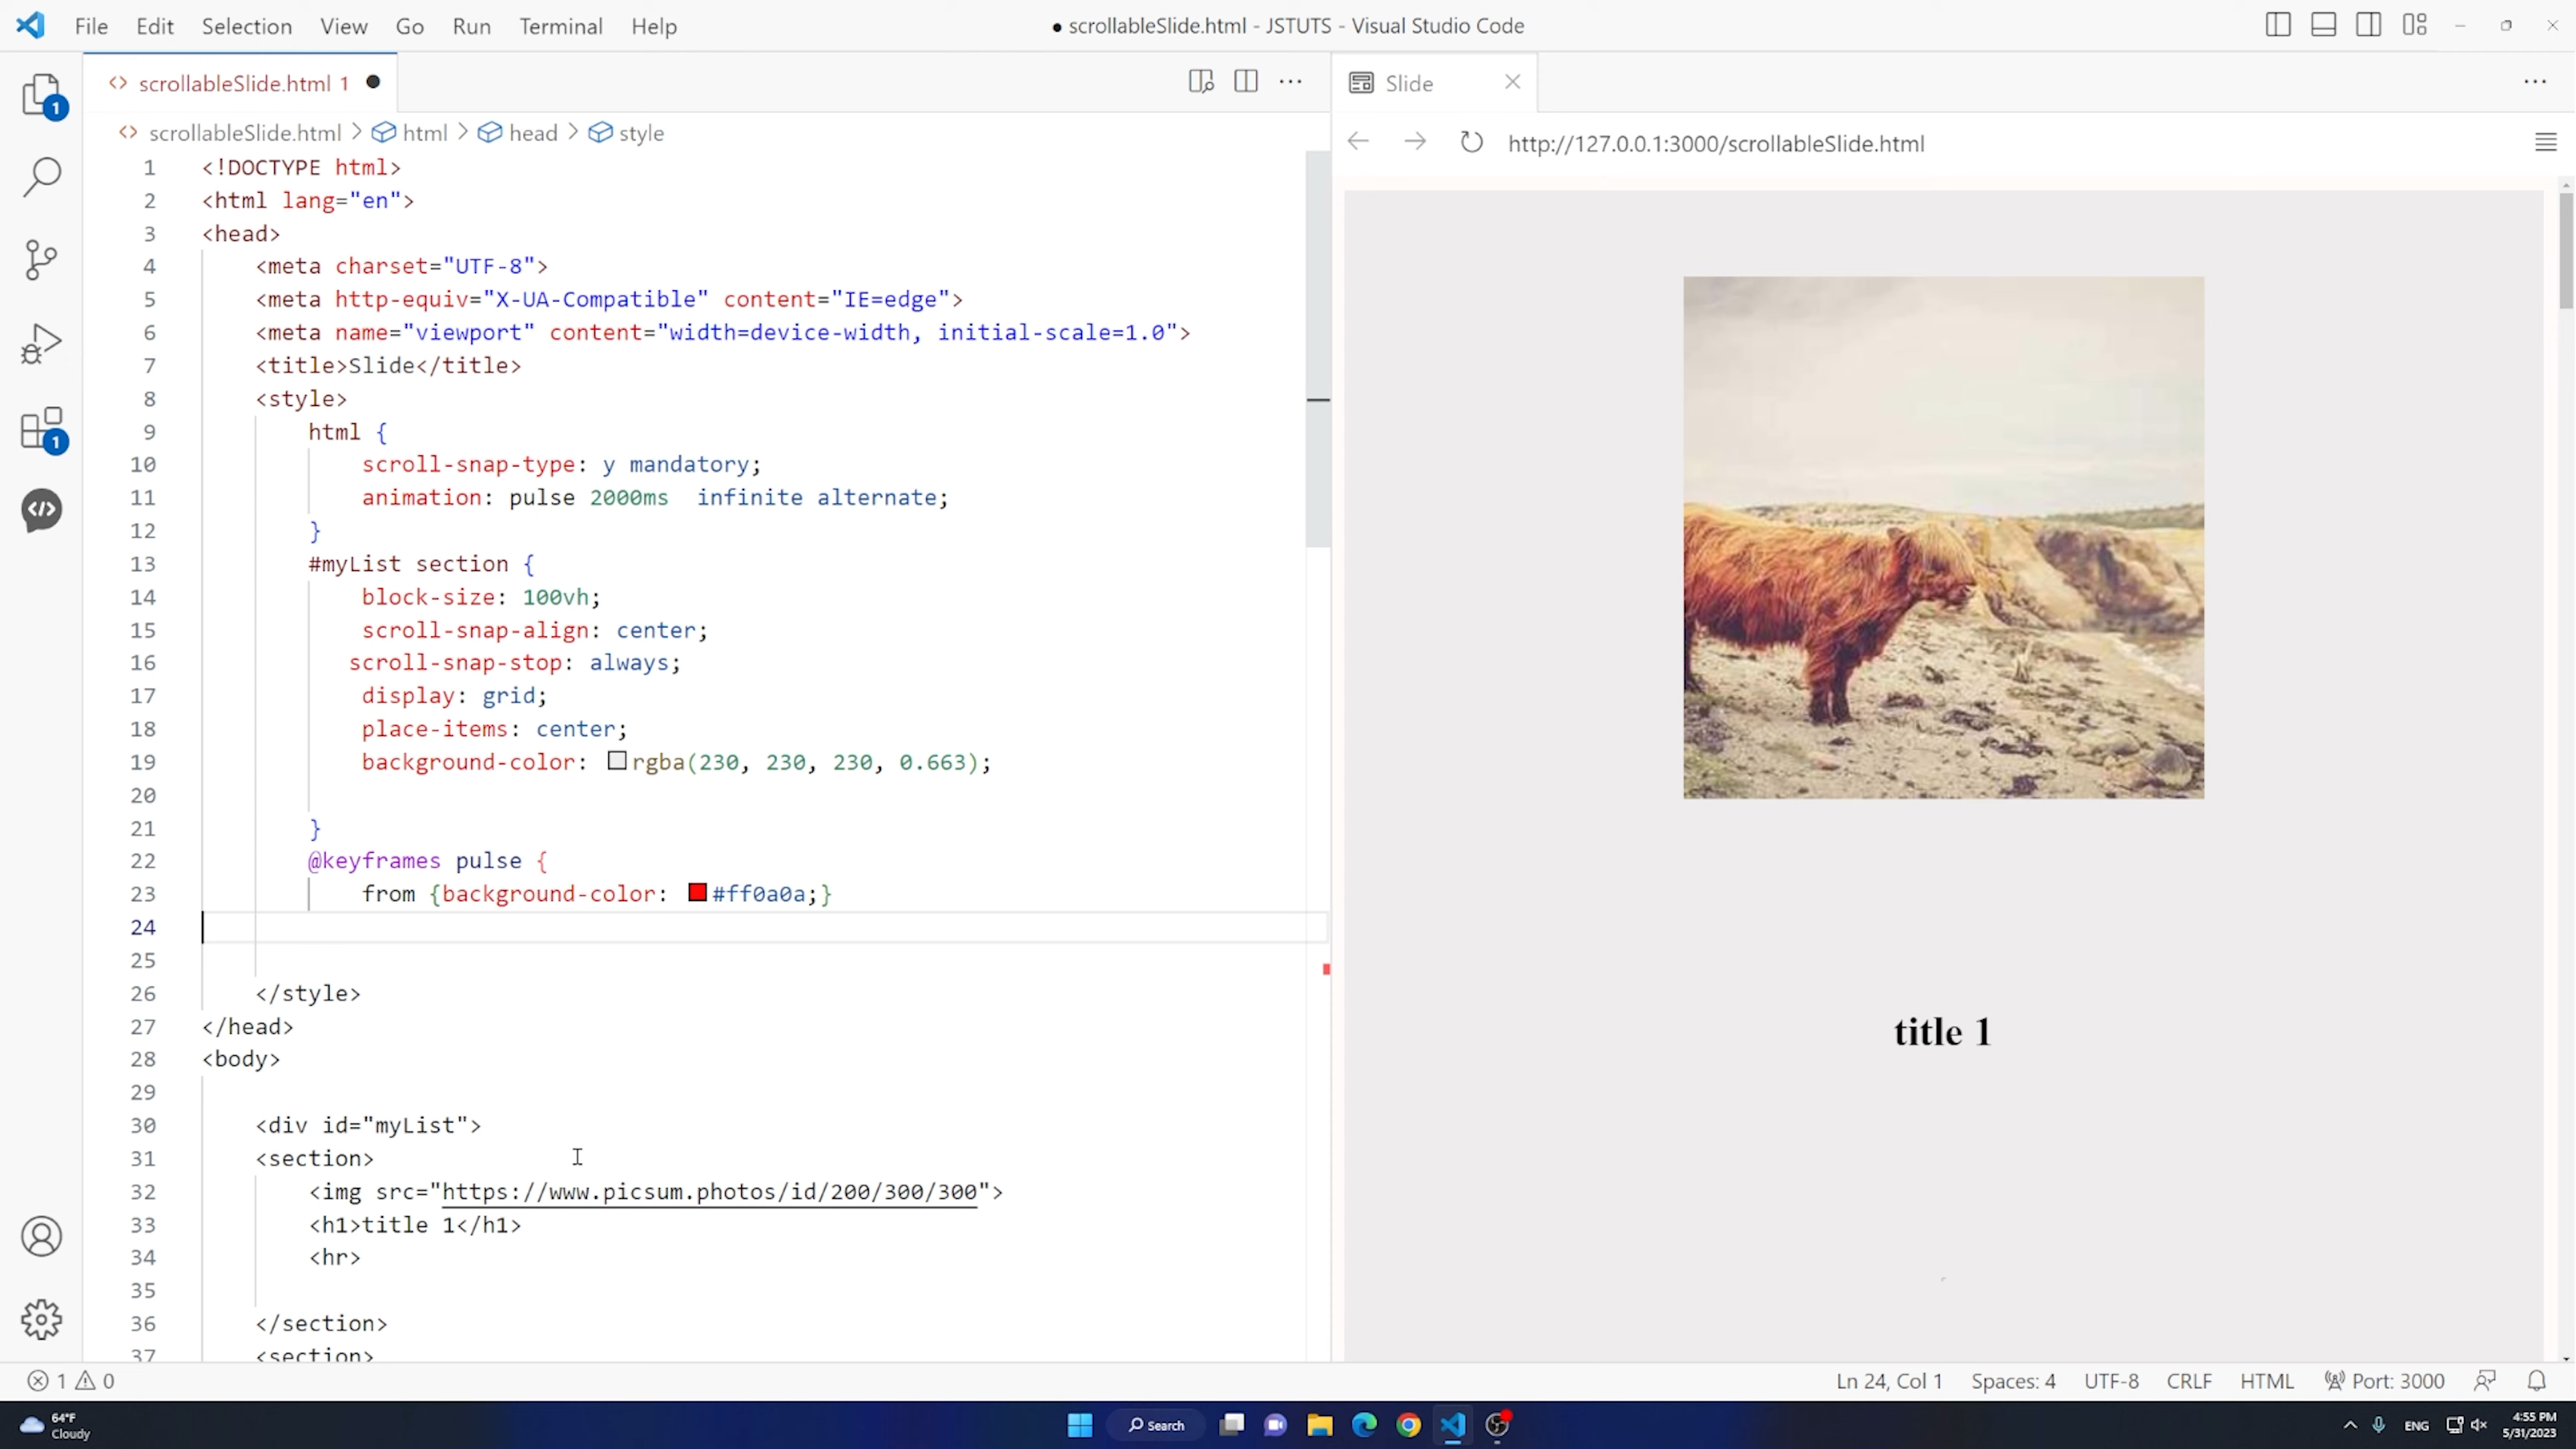 File Edit Selection View Go Run Terminal Help
● scrollableSlide.html - JSTUTS - Visual Studio Code
<> scrollableSlide.html 1 ●
Slide
scrollableSlide.html > html > head > style
http://127.0.0.1:3000/scrollableSlide.html
1 <!DOCTYPE html>
2 <html lang="en">
3 <head>
4 <meta charset="UTF-8">
5 <meta http-equiv="X-UA-Compatible" content="IE=edge">
6 <meta name="viewport" content="width=device-width, initial-scale=1.0">
7 <title>Slide</title>
8 <style>
9 html {
10 scroll-snap-type: y mandatory;
11 animation: pulse 2000ms  infinite alternate;
12 }
13 #myList section {
14 block-size: 100vh;
15 scroll-snap-align: center;
16 scroll-snap-stop: always;
17 display: grid;
18 place-items: center;
19 background-color: rgba(230, 230, 230, 0.663);
20
21 }
22 @keyframes pulse {
23 from {background-color: #ff0a0a;}
24
25
26 </style>
27 </head>
28 <body>
29
30 <div id="myList">
31 <section>
32 <img src="https://www.picsum.photos/id/200/300/300">
33 <h1>title 1</h1>
34 <hr>
35
36 </section>
37 <section>
1
1
title 1
1 0
Ln 24, Col 1 Spaces: 4 UTF-8 CRLF HTML Port: 3000
64°F
Cloudy
Search
ENG
4:55 PM
5/31/2023